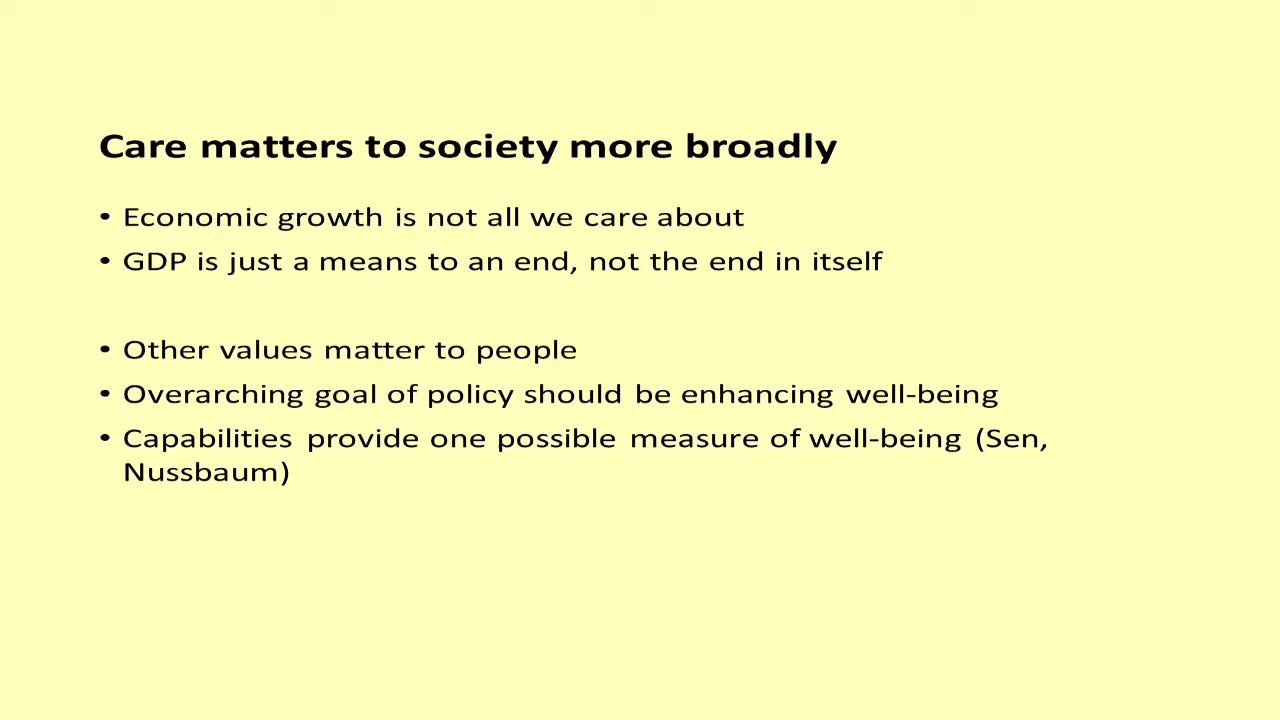 Care matters to society more broadly
• Economic growth is not all we care about
• GDP is just a means to an end, not the end in itself
• Other values matter to people
• Overarching goal of policy should be enhancing well-being
• Capabilities provide one possible measure of well-being (Sen,
Nussbaum)